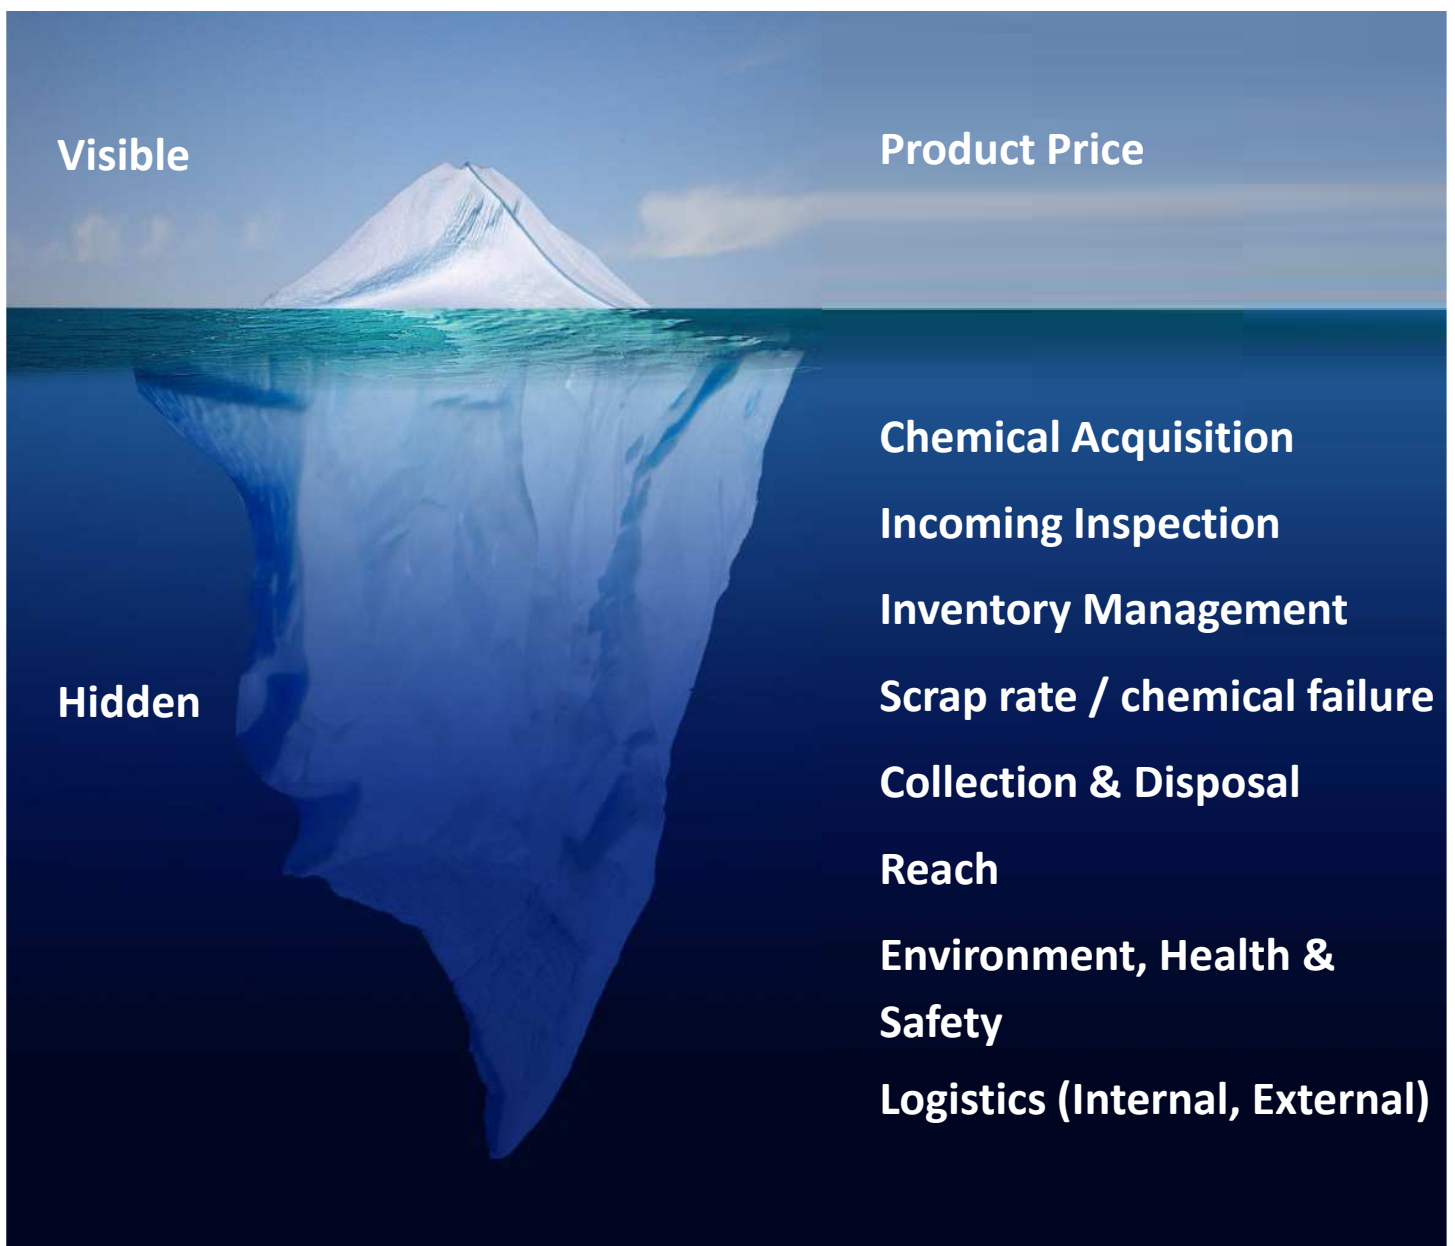 Visible
Product Price
Chemical Acquisition
Incoming Inspection
Inventory Management
Hidden
Scrap rate / chemical failure
Collection & Disposal
Reach
Environment, Health &
Safety
Logistics (Internal, External)